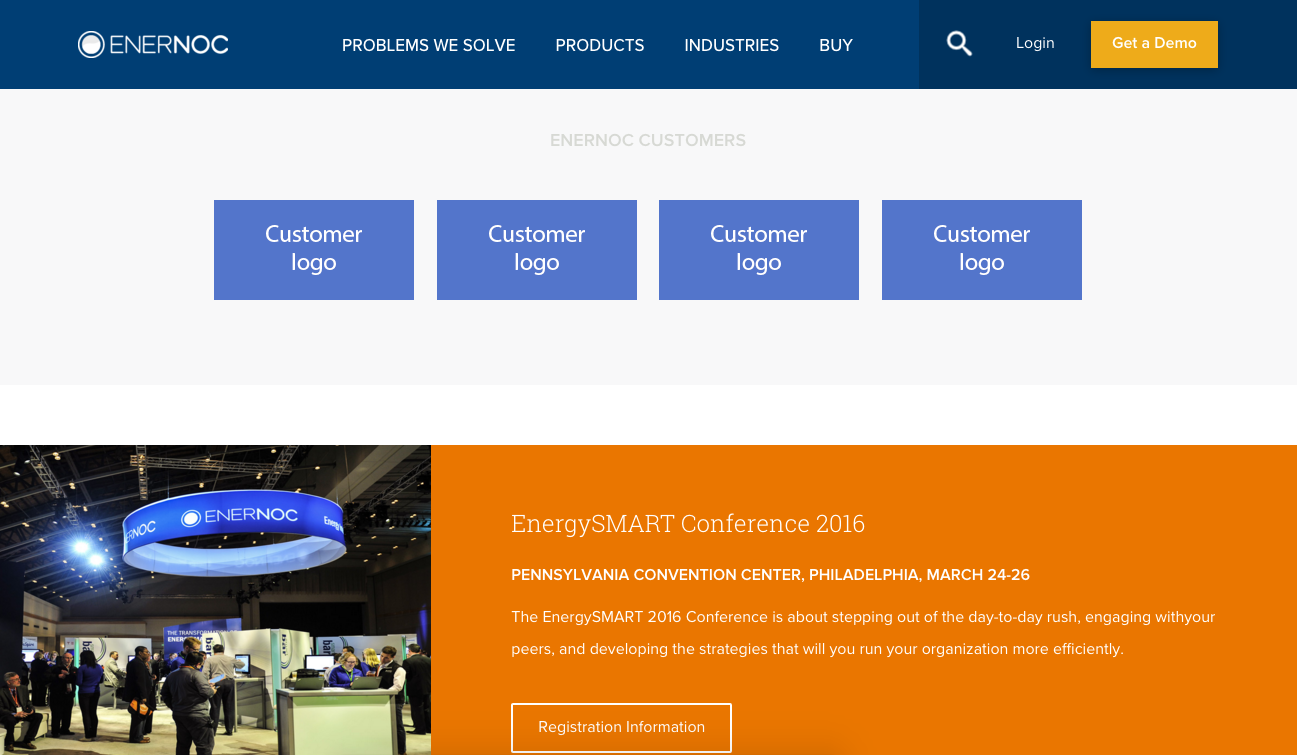 ENERNOC
PROBLEMS WE SOLVE
PRODUCTS
INDUSTRIES
BUY
Login
Get a Demo
ENERNOC CUSTOMERS
Customer
logo
Customer
logo
Customer
logo
Customer
logo
ERNOC
ENERNOC
THE TRANSFORM
EnergySMART Conference 2016
PENNSYLVANIA CONVENTION CENTER, PHILADELPHIA, MARCH 24-26
The EnergySMART 2016 Conference is about stepping out of the day-to-day rush, engaging withyour
peers, and developing the strategies that will you run your organization more efficiently.
Registration Information